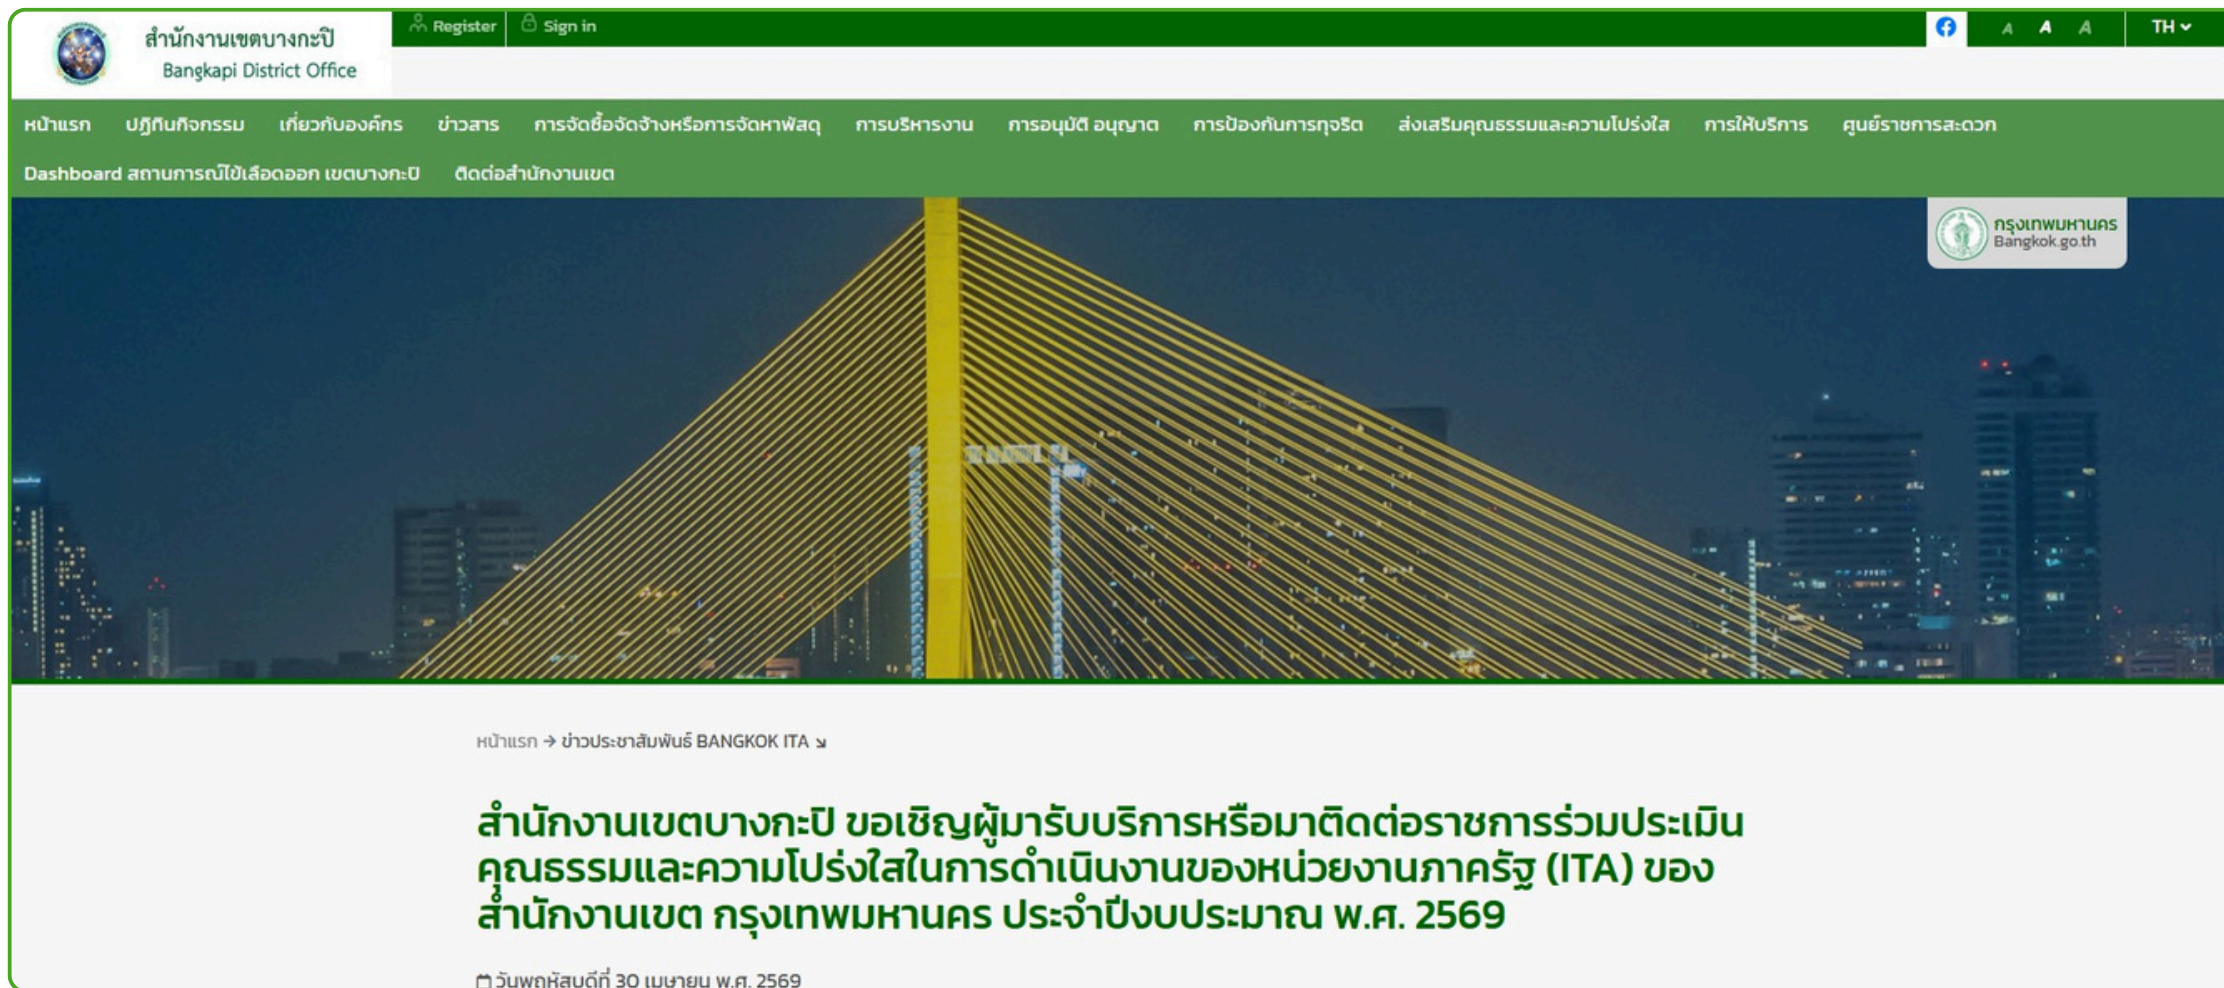 สำนักงานเขตบางกะปิ
Bangkapi District Office
Register
Sign in
A A A
TH
หน้าแรก ปฏิทินกิจกรรม เกี่ยวกับองค์กร ข่าวสาร การจัดซื้อจัดจ้างหรือการจัดหาพัสดุ การบริหารงาน การอนุมัติ อนุญาต การป้องกันการทุจริต ส่งเสริมคุณธรรมและความโปร่งใส การให้บริการ ศูนย์ราชการสะดวก
Dashboard สถานการณ์ไข้เลือดออก เขตบางกะปิ ติดต่อสำนักงานเขต
กรุงเทพมหานคร
Bangkok.go.th
หน้าแรก → ข่าวประชาสัมพันธ์ BANGKOK ITA ↘
สำนักงานเขตบางกะปิ ขอเชิญผู้มารับบริการหรือมาติดต่อราชการร่วมประเมิน
คุณธรรมและความโปร่งใสในการดำเนินงานของหน่วยงานภาครัฐ (ITA) ของ
สำนักงานเขต กรุงเทพมหานคร ประจำปีงบประมาณ พ.ศ. 2569
วันพฤหัสบดีที่ 30 เมษายน พ.ศ. 2569